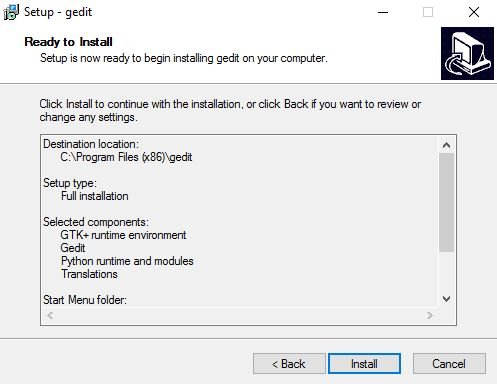 Setup - gedit
Ready to Install
Setup is now ready to begin installing gedit on your computer.
Click Install to continue with the installation, or click Back if you want to review or
change any settings.
Destination location:
C:\Program Files (x86)\gedit
Setup type:
Full installation
Selected components:
GTK+ runtime environment
Gedit
Python runtime and modules
Translations
Start Menu folder:
< Back
Install
Cancel